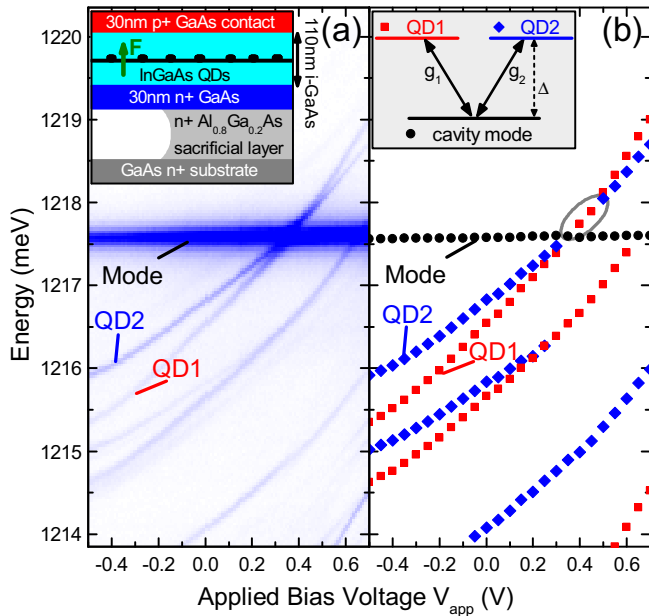 1220
1219
1218
1217
1216
1215
1214
Energy (meV)
(a)
30nm p+ GaAs contact
F
InGaAs QDs
30nm n+ GaAs
n+ Al0.8Ga0.2As
sacrificial layer
GaAs n+ substrate
110nm i-GaAs
Mode
QD2
QD1
-0.4 -0.2 0.0 0.2 0.4 0.6
(b)
QD1 QD2
g1 g2 Δ
cavity mode
Mode
QD2
QD1
-0.4 -0.2 0.0 0.2 0.4 0.6
Applied Bias Voltage Vapp (V)